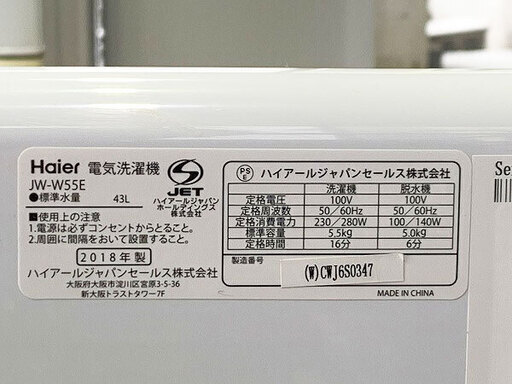 Haier 電気洗濯機
JW-W55E
●標準水量 43L
S
JET
ハイアールジャパン
ホールディングス
株式会社
■使用上の注意
1.電源は必ずコンセントからとること。
2.周囲に間隔をおいて設置すること。
2018年製
ハイアールジャパンセールス株式会社
大阪府大阪市淀川区宮原3-5-36
新大阪トラストタワー7F
PS
E
ハイアールジャパンセールス株式会社
洗濯機 脱水機
定格電圧 100V 100V
定格周波数 50/60Hz 50/60Hz
定格消費電力 230/280W 100/140W
標準容量 5.5kg 5.0kg
定格時間 16分 6分
製造番号
(W)CWJ6S0347
MADE IN CHINA
Se